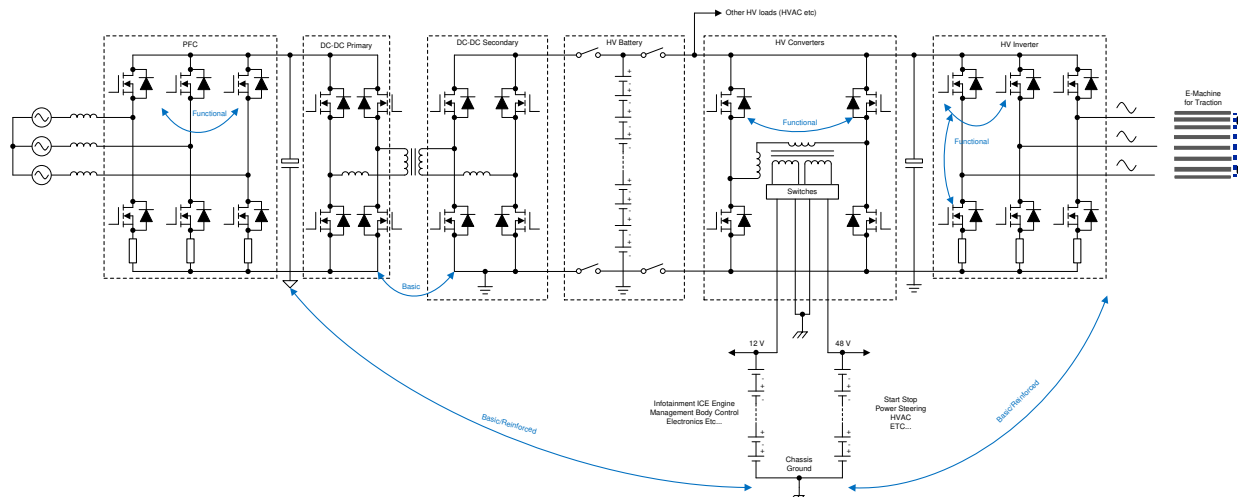 Other HV loads (HVAC etc)
PFC
DC-DC Primary
DC-DC Secondary
HV Battery
HV Converters
HV Inverter
E-Machine
for Traction
Functional
Functional
Functional
Switches
Basic
12 V
48 V
Infotainment ICE Engine
Management Body Control
Electronics Etc...
Start Stop
Power Steering
HVAC
ETC...
Basic/Reinforced
Basic/Reinforced
Chassis
Ground